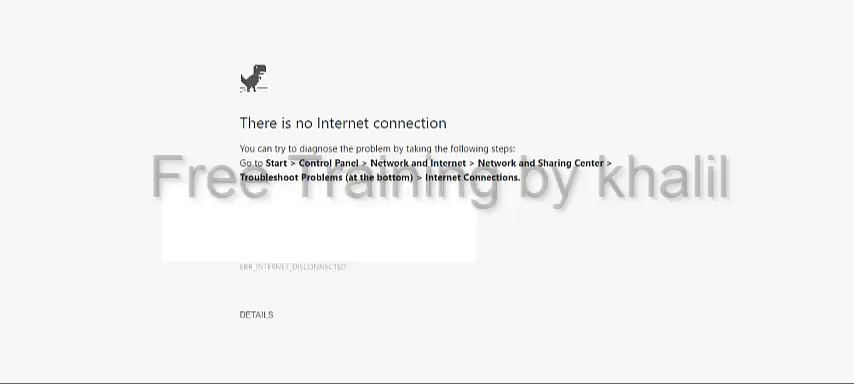 There is no Internet connection
You can try to diagnose the problem by taking the following steps:
Go to Start > Control Panel > Network and Internet > Network and Sharing Center >
Free Training by khalil
Troubleshoot Problems (at the bottom) > Internet Connections.
ERR_INTERNET_DISCONNECTED
DETAILS